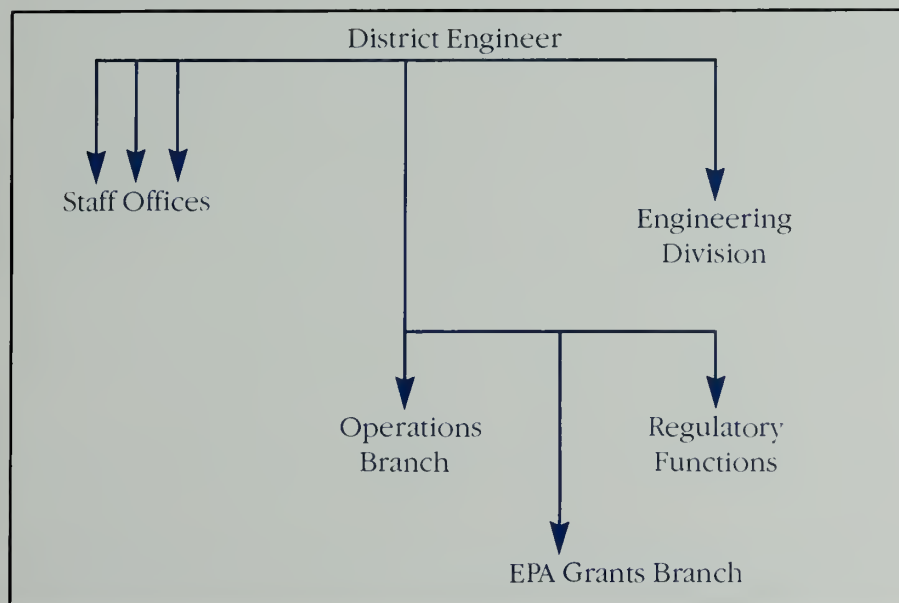 District Engineer
Staff Offices
Engineering
Division
Operations
Branch
Regulatory
Functions
EPA Grants Branch